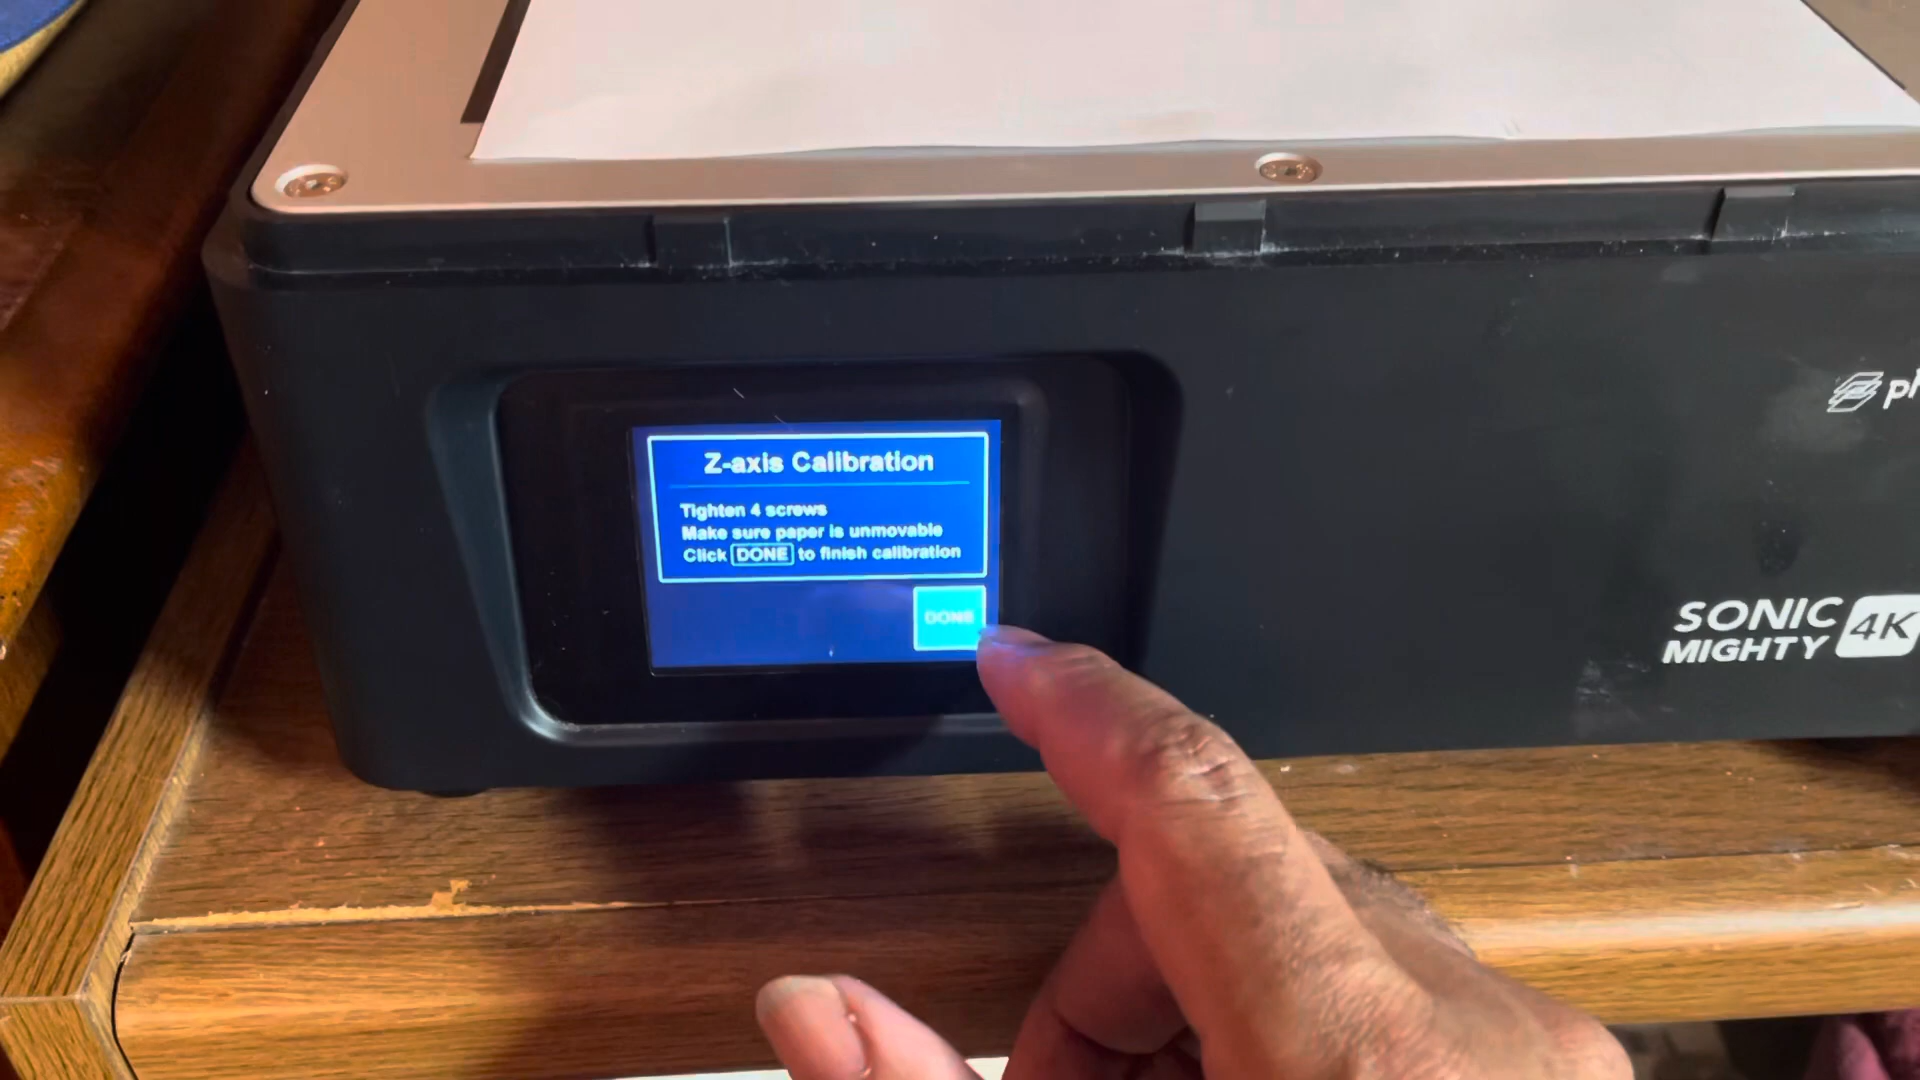 Z-axis Calibration
Tighten 4 screws
Make sure paper is unmovable
Click DONE to finish calibration
DONE
SONIC
MIGHTY 4K